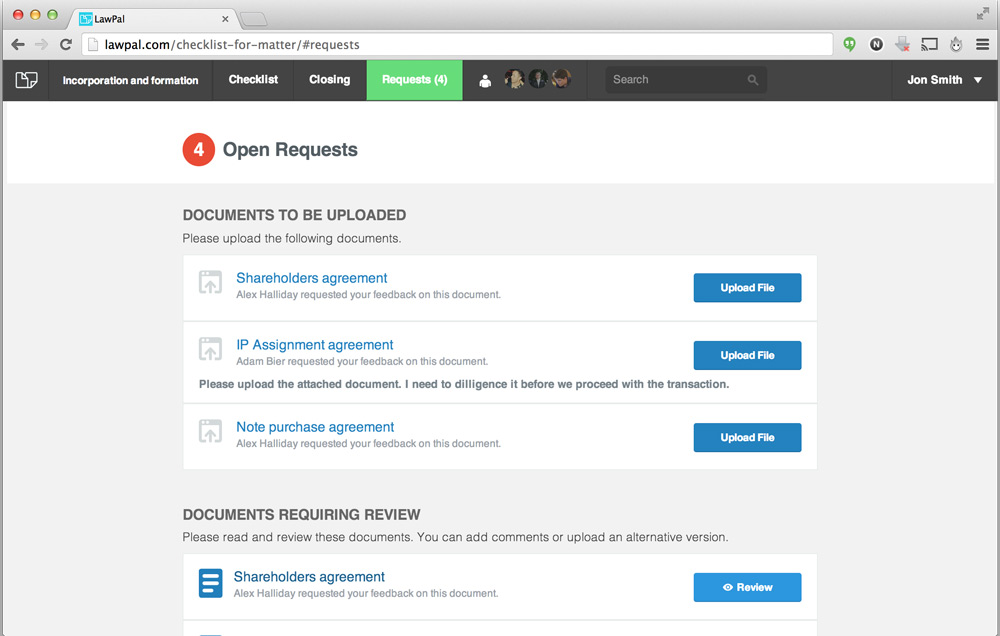 LawPal
lawpal.com/checklist-for-matter/#requests
N
Incorporation and formation
Checklist
Closing
Requests (4)
Search
Jon Smith
4 Open Requests
DOCUMENTS TO BE UPLOADED
Please upload the following documents.
Shareholders agreement
Alex Halliday requested your feedback on this document.
Upload File
IP Assignment agreement
Adam Bier requested your feedback on this document.
Upload File
Please upload the attached document. I need to dilligence it before we proceed with the transaction.
Note purchase agreement
Alex Halliday requested your feedback on this document.
Upload File
DOCUMENTS REQUIRING REVIEW
Please read and review these documents. You can add comments or upload an alternative version.
Shareholders agreement
Alex Halliday requested your feedback on this document.
Review